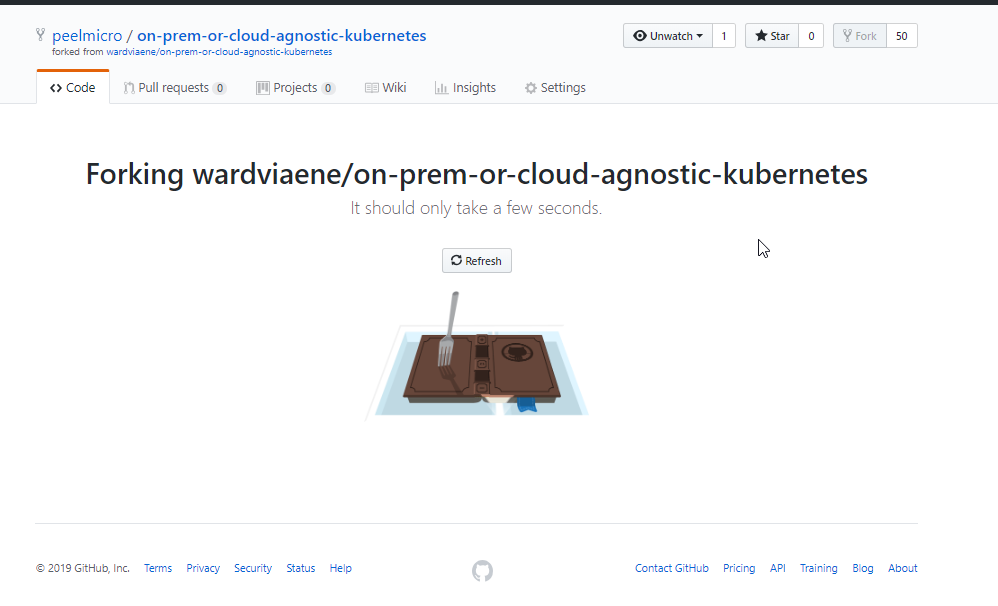 peelmicro / on-prem-or-cloud-agnostic-kubernetes
forked from wardviaene/on-prem-or-cloud-agnostic-kubernetes
Unwatch 1 Star 0 Fork 50
Code Pull requests 0 Projects 0 Wiki Insights Settings
Forking wardviaene/on-prem-or-cloud-agnostic-kubernetes
It should only take a few seconds.
Refresh
© 2019 GitHub, Inc. Terms Privacy Security Status Help Contact GitHub Pricing API Training Blog About